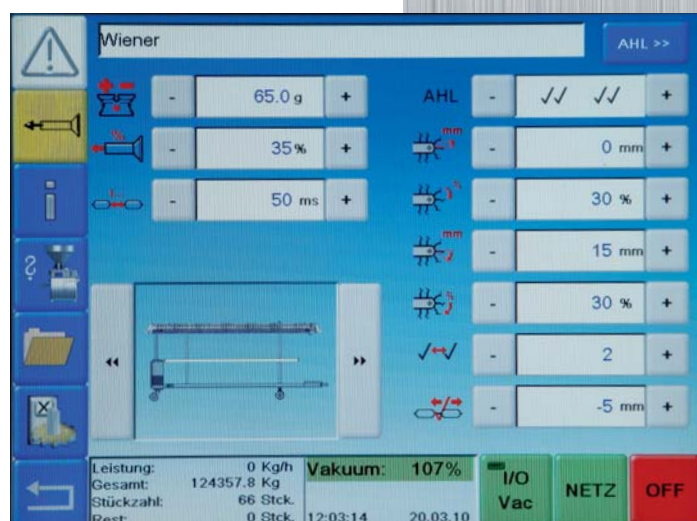 Wiener
AHL >>
- 65.0 g + AHL - +
- 35 % + - 0 mm +
- 50 ms + - 30 % +
- 15 mm +
- 30 % +
- 2 +
- -5 mm +
Leistung: 0 Kg/h
Gesamt: 124357.8 Kg
Stückzahl: 66 Stck.
Rest: 0 Stck.
Vakuum: 107%
12:03:14 20.03.10
I/O
Vac
NETZ
OFF